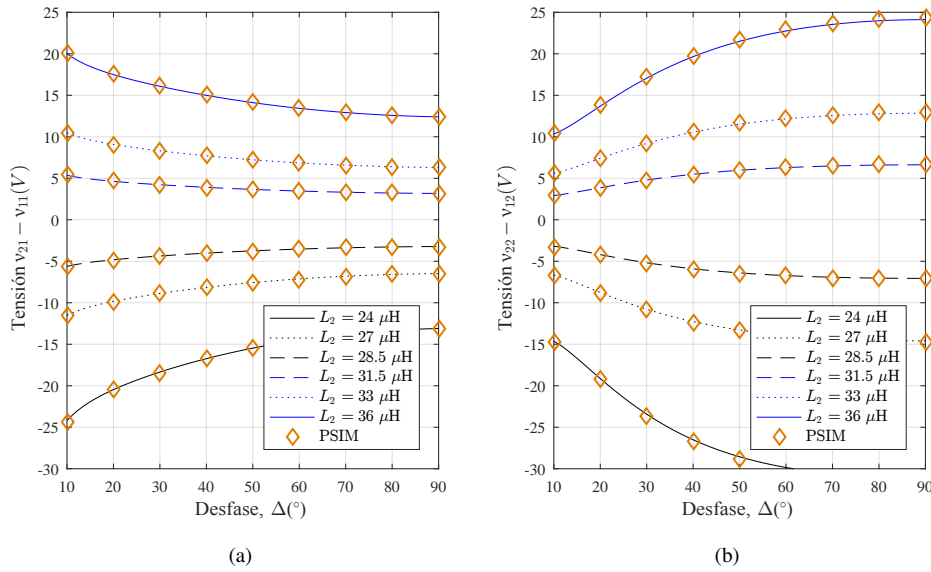 25
20
15
10
5
0
-5
-10
-15
-20
-25
-30
Tensión v₂₁ − v₁₁(V)
L₂ = 24 μH
L₂ = 27 μH
L₂ = 28.5 μH
L₂ = 31.5 μH
L₂ = 33 μH
L₂ = 36 μH
PSIM
10 20 30 40 50 60 70 80 90
Desfase, Δ(°)
(a)
25
20
15
10
5
0
-5
-10
-15
-20
-25
-30
Tensión v₂₂ − v₁₂(V)
L₂ = 24 μH
L₂ = 27 μH
L₂ = 28.5 μH
L₂ = 31.5 μH
L₂ = 33 μH
L₂ = 36 μH
PSIM
10 20 30 40 50 60 70 80 90
Desfase, Δ(°)
(b)